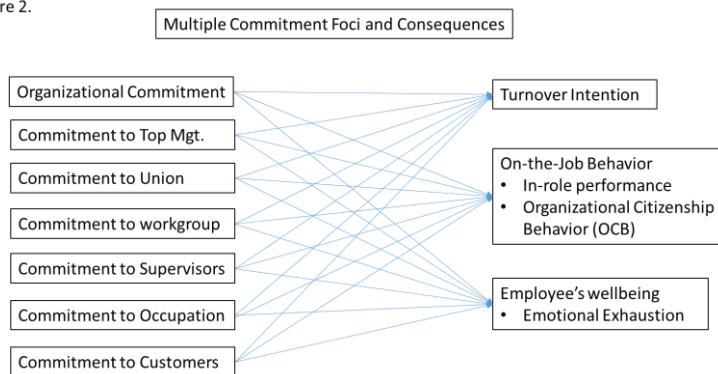 re 2.
Multiple Commitment Foci and Consequences
Organizational Commitment
Commitment to Top Mgt.
Commitment to Union
Commitment to workgroup
Commitment to Supervisors
Commitment to Occupation
Commitment to Customers
Turnover Intention
On-the-Job Behavior
• In-role performance
• Organizational Citizenship
Behavior (OCB)
Employee's wellbeing
• Emotional Exhaustion